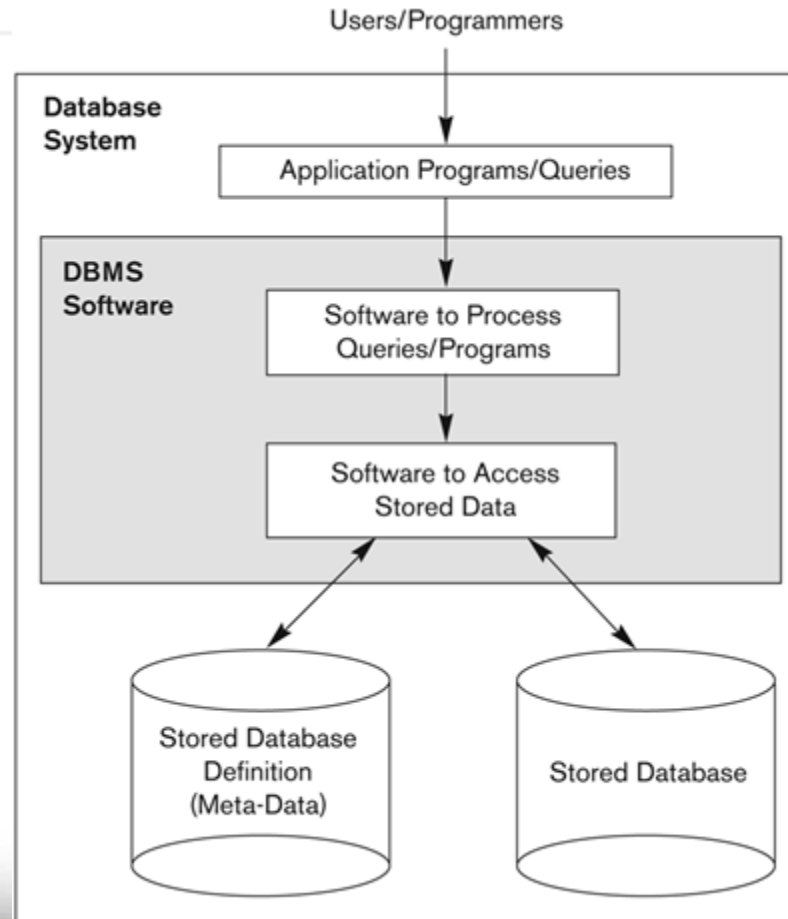 Users/Programmers
Database
System
Application Programs/Queries
DBMS
Software
Software to Process
Queries/Programs
Software to Access
Stored Data
Stored Database
Definition
(Meta-Data)
Stored Database